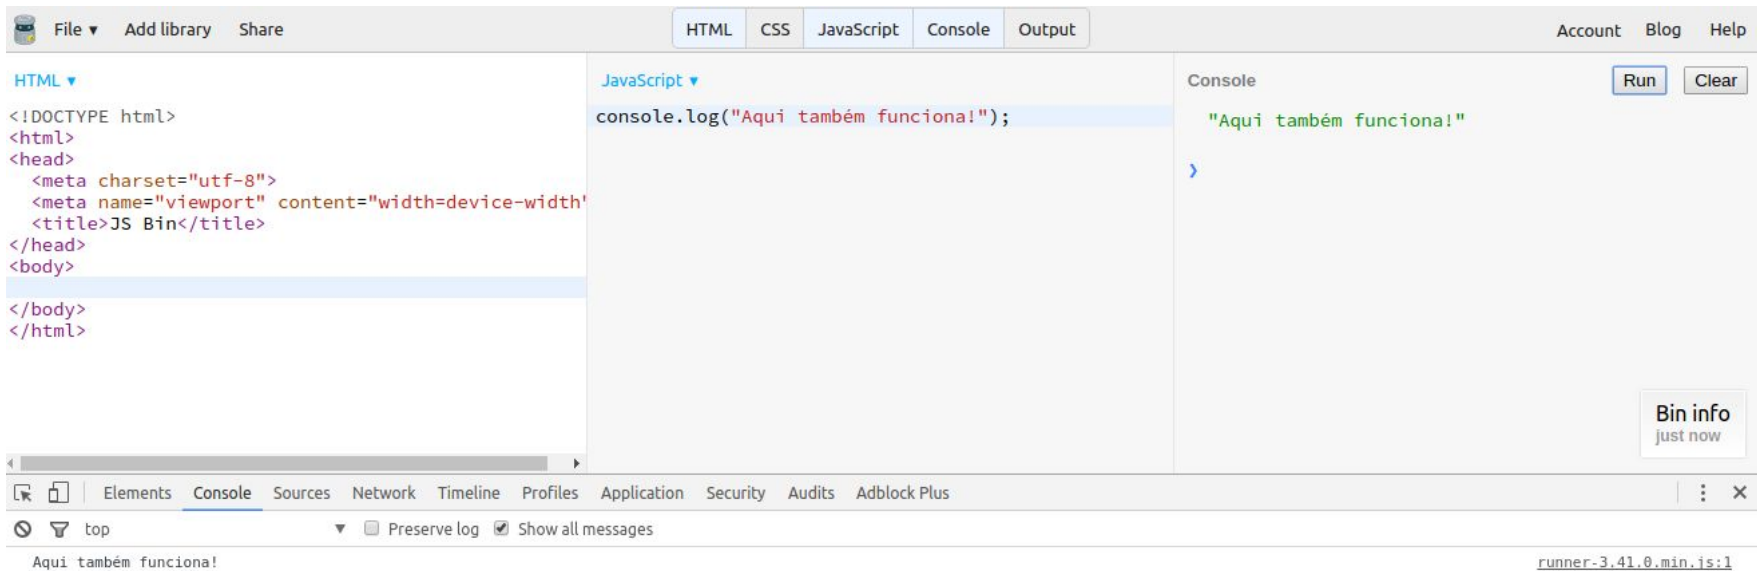 File ▾ Add library Share HTML CSS JavaScript Console Output Account Blog Help
HTML ▾
<!DOCTYPE html>
<html>
<head>
<meta charset="utf-8">
<meta name="viewport" content="width=device-width"
<title>JS Bin</title>
</head>
<body>
</body>
</html>
JavaScript ▾
console.log("Aqui também funciona!");
Console Run Clear
"Aqui também funciona!"
❯
Bin info
just now
Elements Console Sources Network Timeline Profiles Application Security Audits Adblock Plus
top ▼ Preserve log Show all messages
Aqui também funciona! runner-3.41.0.min.js:1